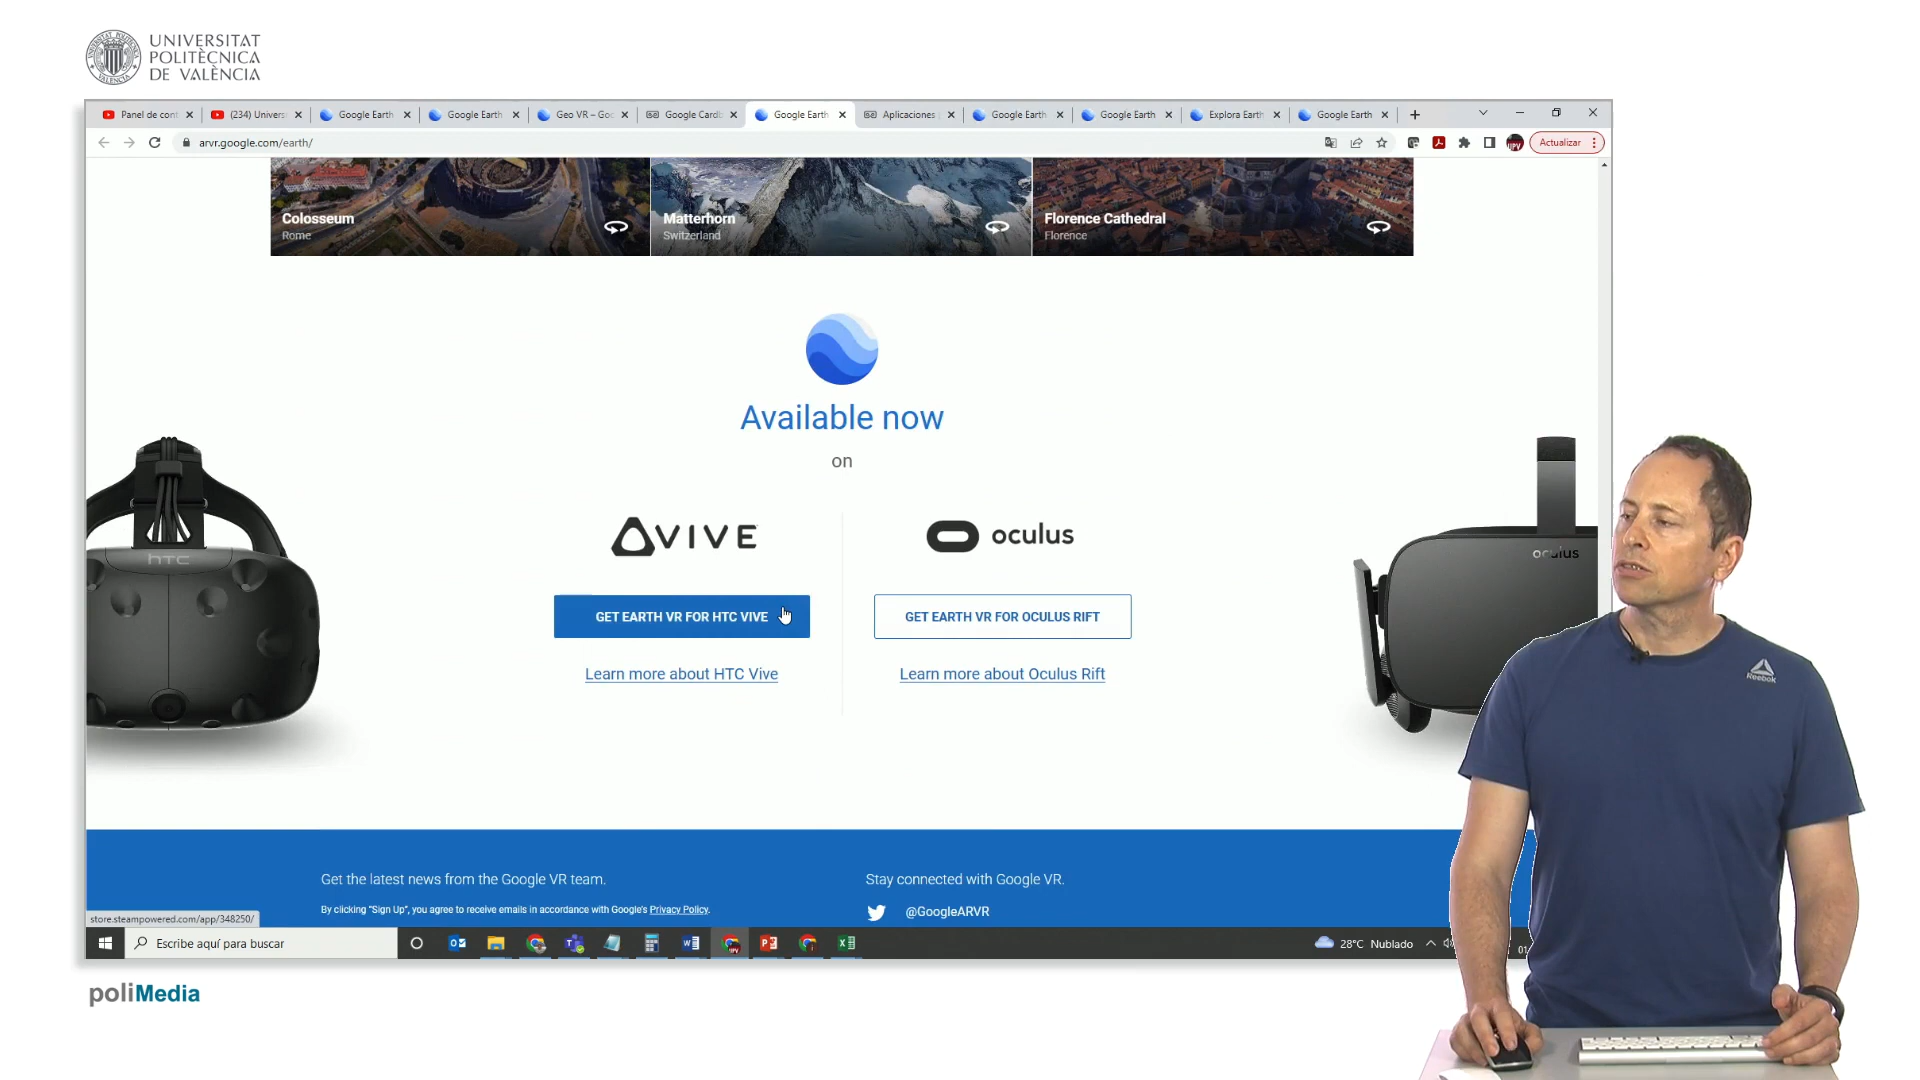 UNIVERSITAT
POLITÈCNICA
DE VALÈNCIA
Panel de cont
(234) Univers
Google Earth
Google Earth
Geo VR – Goo
Google Cardb
Google Earth
Aplicaciones
Google Earth
Google Earth
Explora Earth
Google Earth
arvr.google.com/earth/
Actualizar
Colosseum
Rome
Matterhorn
Switzerland
Florence Cathedral
Florence
Available now
on
VIVE
oculus
htc
oculus
GET EARTH VR FOR HTC VIVE
GET EARTH VR FOR OCULUS RIFT
Learn more about HTC Vive
Learn more about Oculus Rift
Reebok
Get the latest news from the Google VR team.
Stay connected with Google VR.
By clicking "Sign Up", you agree to receive emails in accordance with Google's Privacy Policy.
@GoogleARVR
store.steampowered.com/app/348250/
Escribe aquí para buscar
28°C Nublado
poliMedia